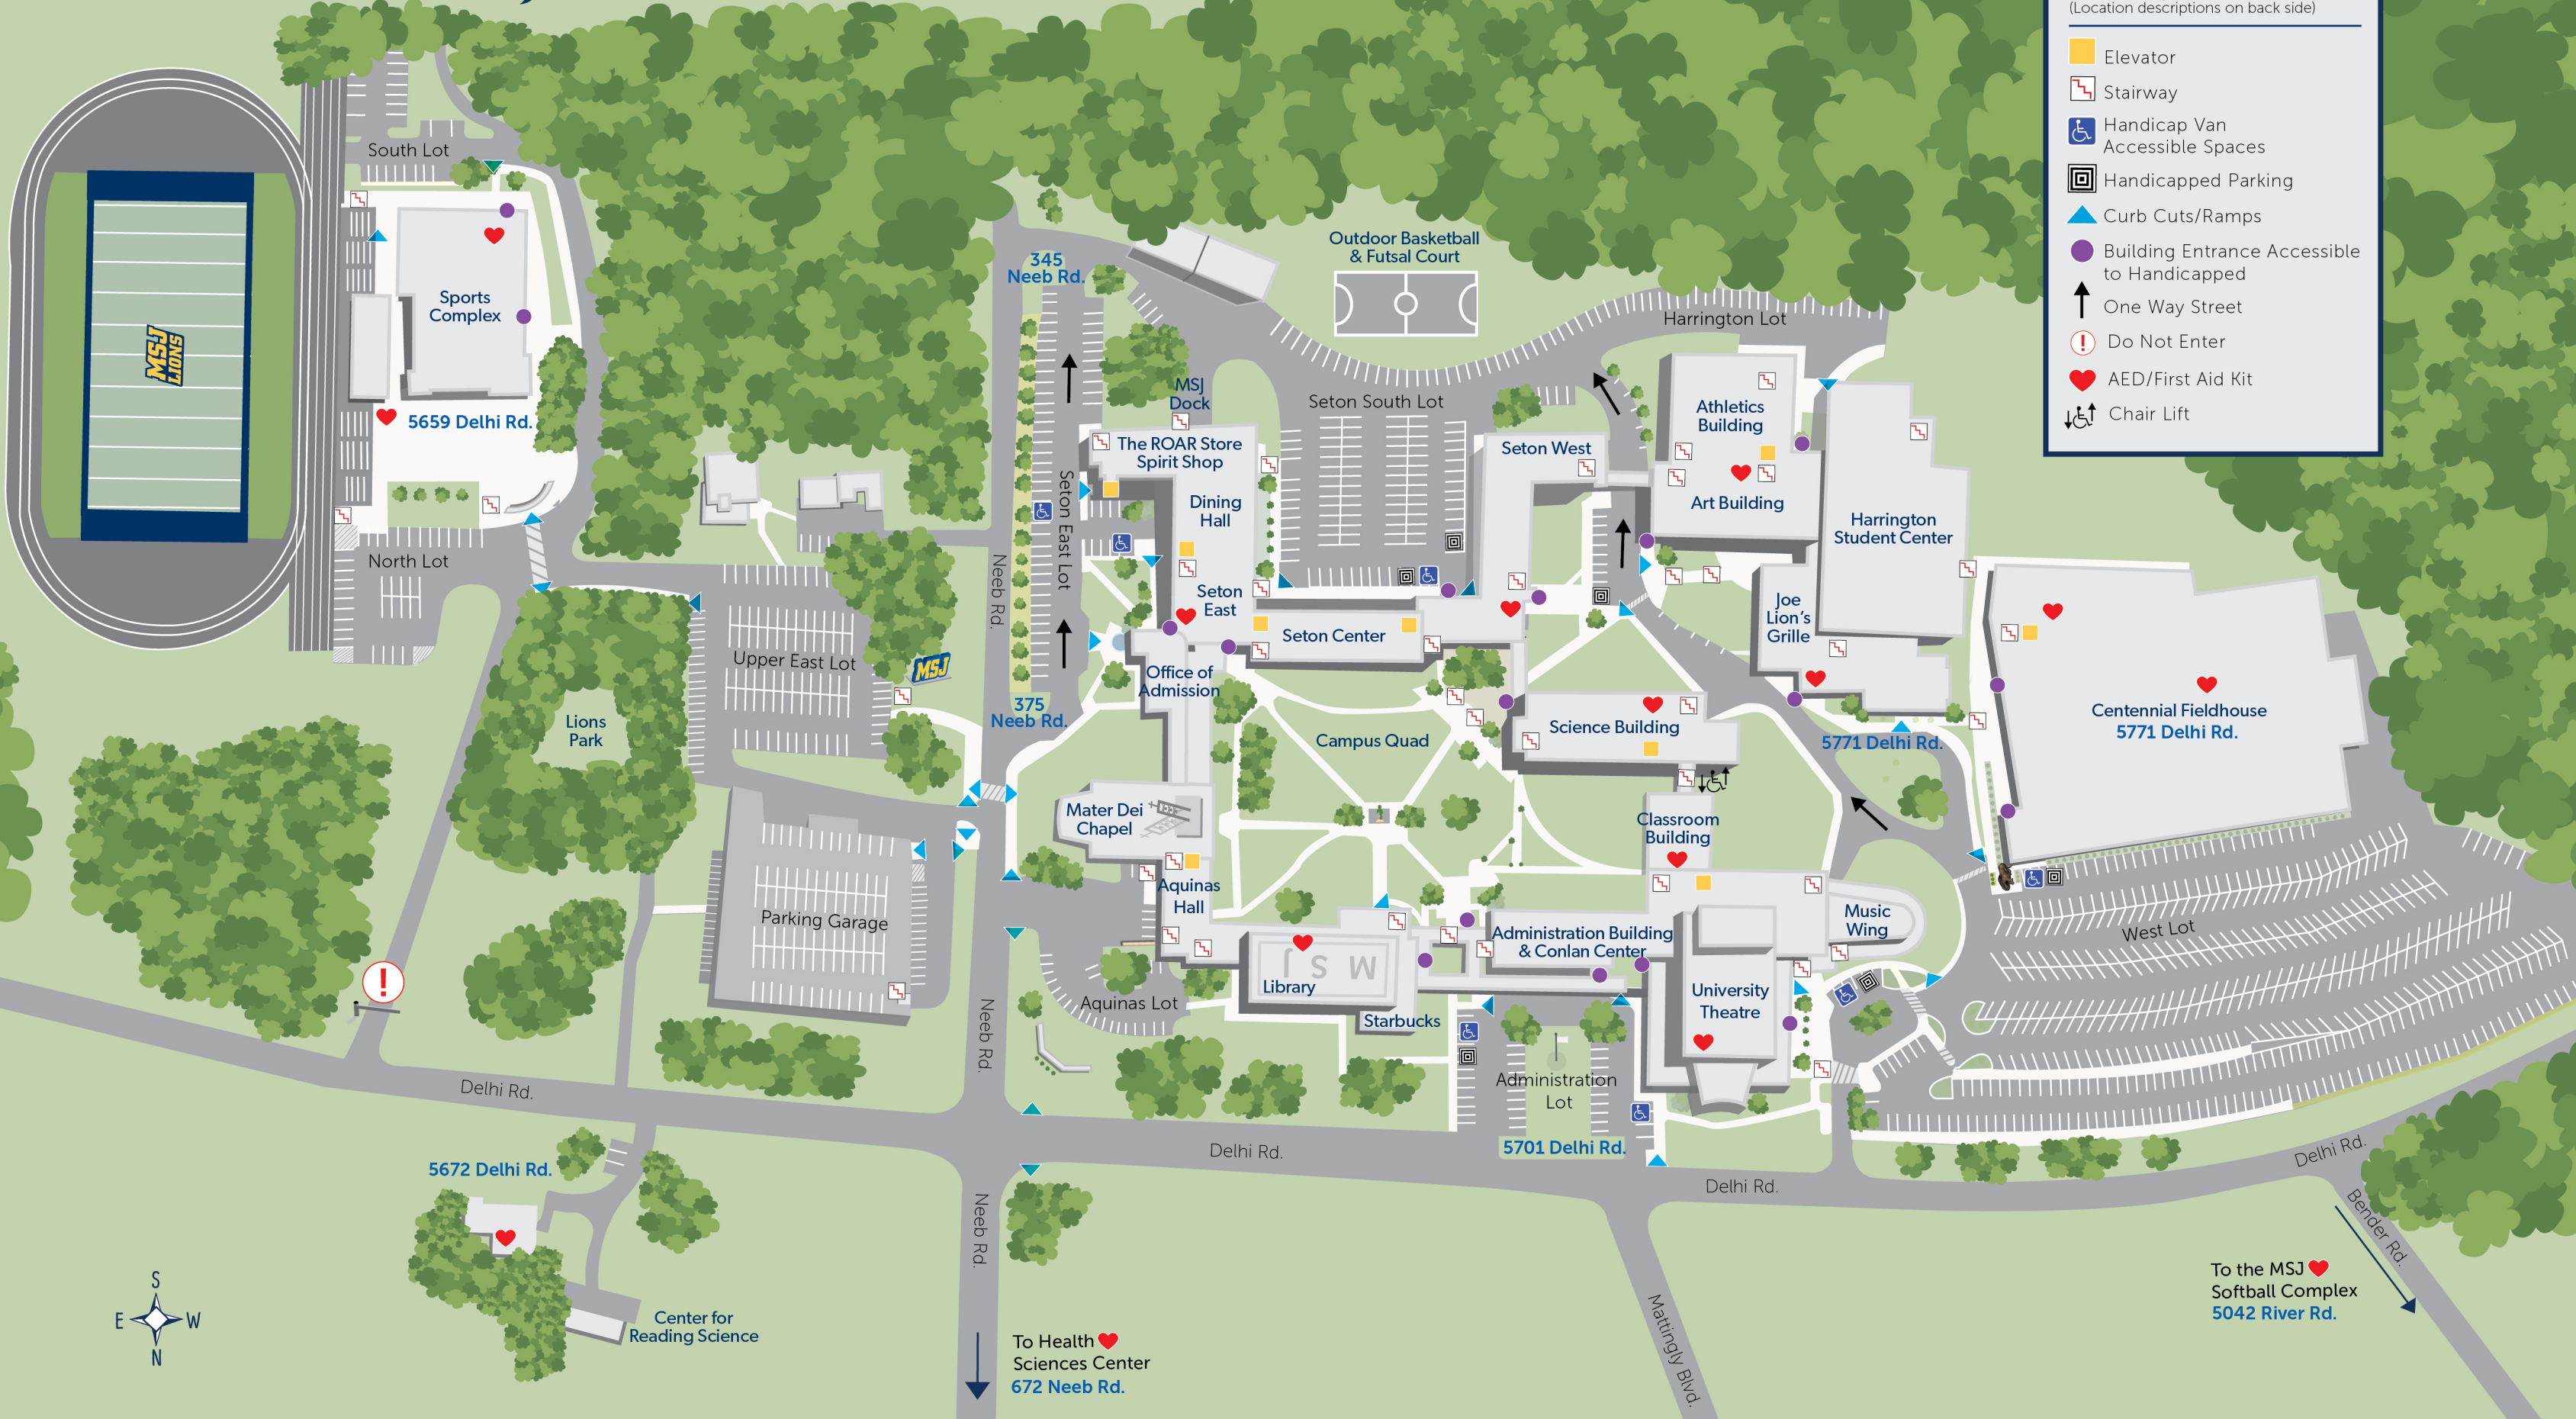 (Location descriptions on back side)
Elevator
Stairway
Handicap Van
Accessible Spaces
Handicapped Parking
Curb Cuts/Ramps
Building Entrance Accessible
to Handicapped
One Way Street
!
Do Not Enter
AED/First Aid Kit
Chair Lift
South Lot
Sports
Complex
MSJ
LIONS
5659 Delhi Rd.
North Lot
Lions
Park
Upper East Lot
MSJ
Parking Garage
!
345
Neeb Rd.
Neeb Rd.
Seton East Lot
375
Neeb Rd.
Outdoor Basketball
& Futsal Court
Harrington Lot
MSJ
Dock
Seton South Lot
The ROAR Store
Spirit Shop
Dining
Hall
Seton
East
Seton Center
Seton West
Office of
Admission
Athletics
Building
Art Building
Harrington
Student Center
Joe
Lion's
Grille
Centennial Fieldhouse
5771 Delhi Rd.
5771 Delhi Rd.
Science Building
Campus Quad
Mater Dei
Chapel
Classroom
Building
Aquinas
Hall
Music
Wing
West Lot
Administration Building
& Conlan Center
M S J
Library
Starbucks
University
Theatre
Aquinas Lot
Neeb Rd.
Administration
Lot
5701 Delhi Rd.
Delhi Rd.
Delhi Rd.
Delhi Rd.
Delhi Rd.
Bender Rd.
Neeb Rd.
Mattingly Blvd.
5672 Delhi Rd.
Center for
Reading Science
S
E
W
N
To Health
Sciences Center
672 Neeb Rd.
To the MSJ
Softball Complex
5042 River Rd.